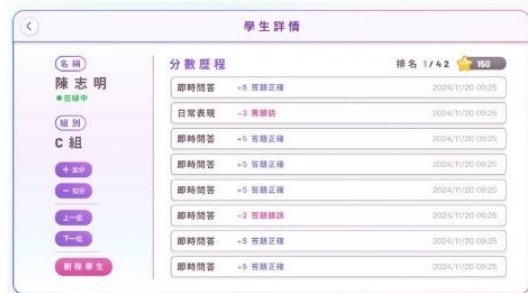 學生詳情
名稱
陳志明
在線中
組別
C 組
+ 加分
- 扣分
上一位
下一位
刪除學生
分數歷程
排名 1/42 150
即時問答 +8 答題正確 2024/11/20 09:25
日常表現 -3 2024/11/20 09:25
即時問答 +5 答題正確 2024/11/20 09:25
即時問答 +5 答題正確 2024/11/20 09:25
即時問答 +5 答題正確 2024/11/20 09:25
即時問答 -2 答題錯誤 2024/11/20 09:25
即時問答 答題正確 2024/11/20 09:25
即時問答 +5 答題正確 2024/11/20 09:25